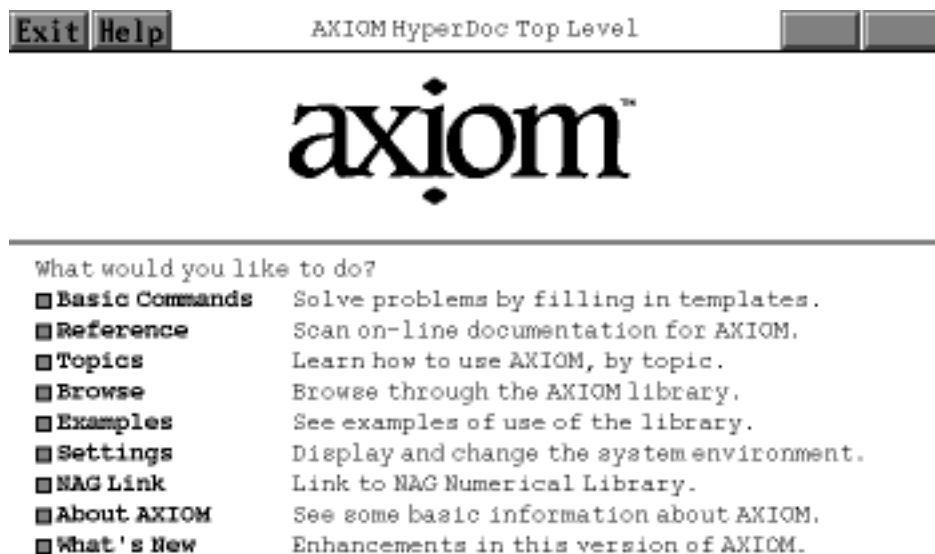 Exit Help AXIOM HyperDoc Top Level
axiom™
What would you like to do?
Basic Commands Solve problems by filling in templates.
Reference Scan on-line documentation for AXIOM.
Topics Learn how to use AXIOM, by topic.
Browse Browse through the AXIOM library.
Examples See examples of use of the library.
Settings Display and change the system environment.
NAG Link Link to NAG Numerical Library.
About AXIOM See some basic information about AXIOM.
What's New Enhancements in this version of AXIOM.